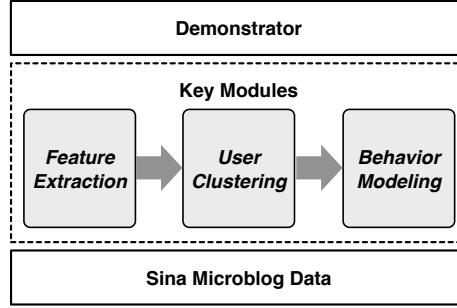 Demonstrator
Key Modules
Feature
Extraction
User
Clustering
Behavior
Modeling
Sina Microblog Data